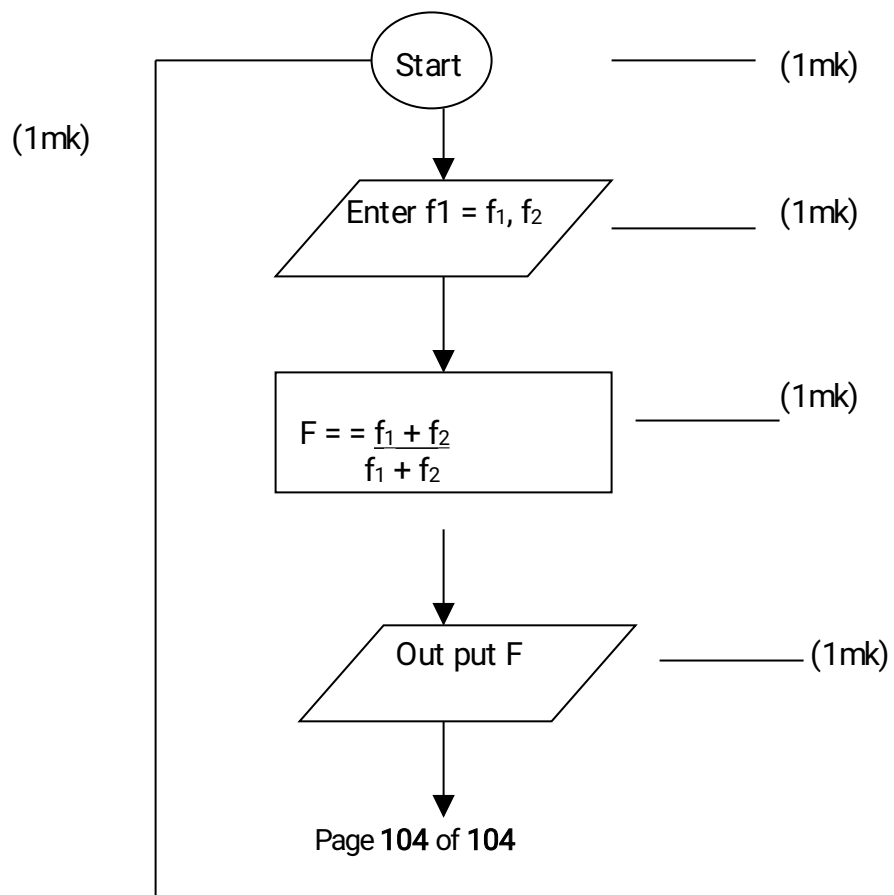 Start
(1mk)
(1mk)
Enter f1 = f₁, f₂
(1mk)
(1mk)
F = = f₁ + f₂
f₁ + f₂
Out put F
(1mk)
Page 104 of 104